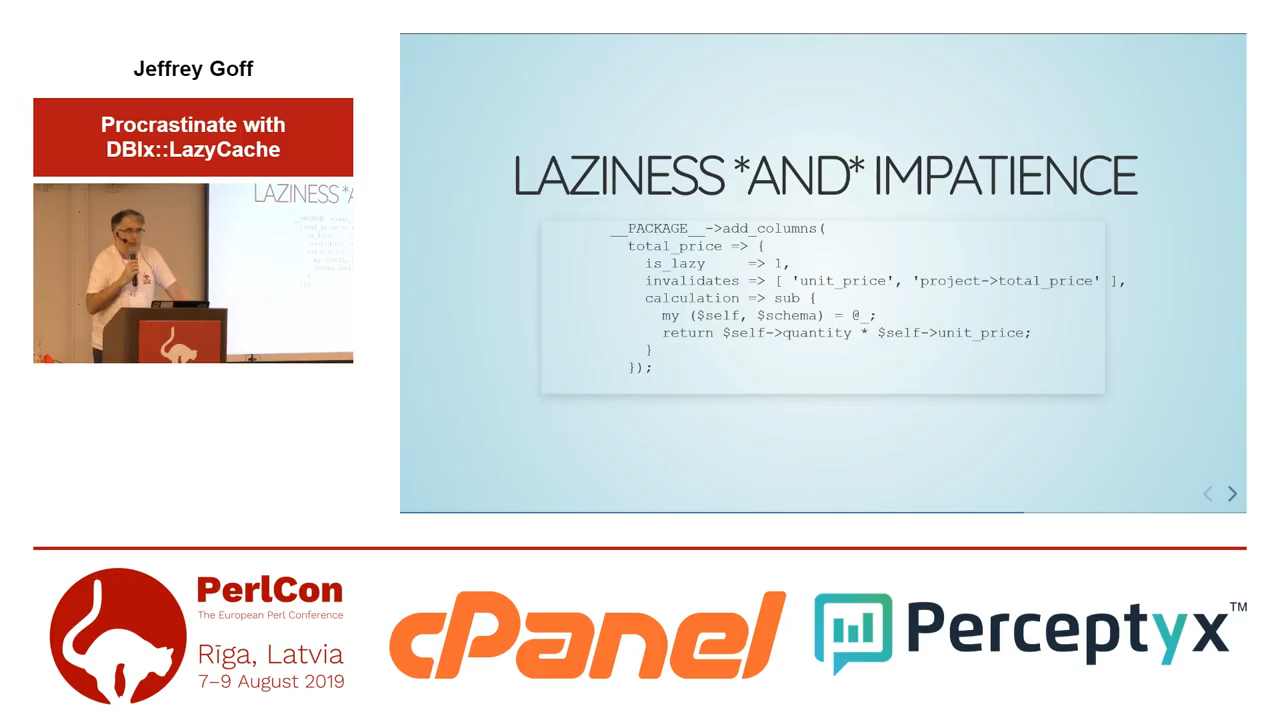 Jeffrey Goff
Procrastinate with
DBIx::LazyCache
LAZINESS *AND* IMPATIENCE
__PACKAGE__->add_columns(
  total_price => {
    is_lazy     => 1,
    invalidates => [ 'unit_price', 'project->total_price' ],
    calculation => sub {
      my ($self, $schema) = @_;
      return $self->quantity * $self->unit_price;
    }
  });
PerlCon
The European Perl Conference
Rīga, Latvia
7–9 August 2019
cPanel
Perceptyx™